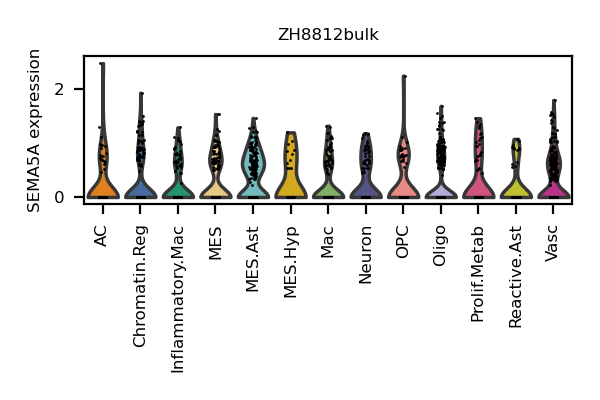 ZH8812bulk
SEMA5A expression
2
0
AC
Chromatin.Reg
Inflammatory.Mac
MES
MES.Ast
MES.Hyp
Mac
Neuron
OPC
Oligo
Prolif.Metab
Reactive.Ast
Vasc